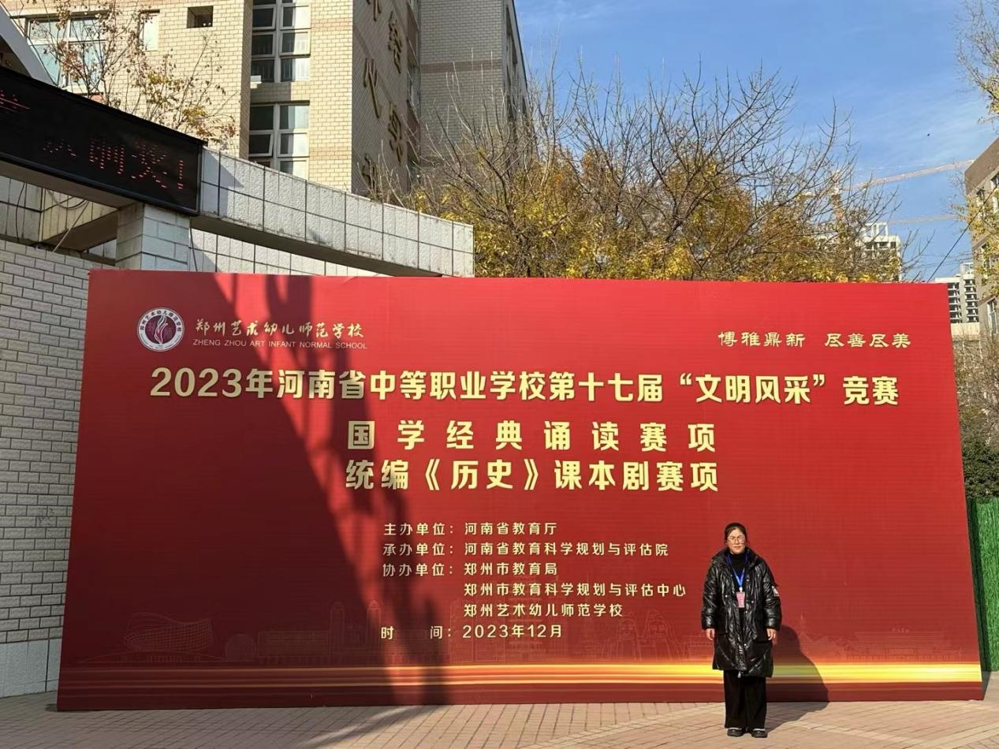 郑州艺术幼儿师范学校
ZHENG ZHOU ART INFANT NORMAL SCHOOL
博雅鼎新 尽善尽美
2023年河南省中等职业学校第十七届“文明风采”竞赛
国学经典诵读赛项
统编《历史》课本剧赛项
主办单位：河南省教育厅
承办单位：河南省教育科学规划与评估院
协办单位：郑州市教育局
郑州市教育科学规划与评估中心
郑州艺术幼儿师范学校
时 间：2023年12月